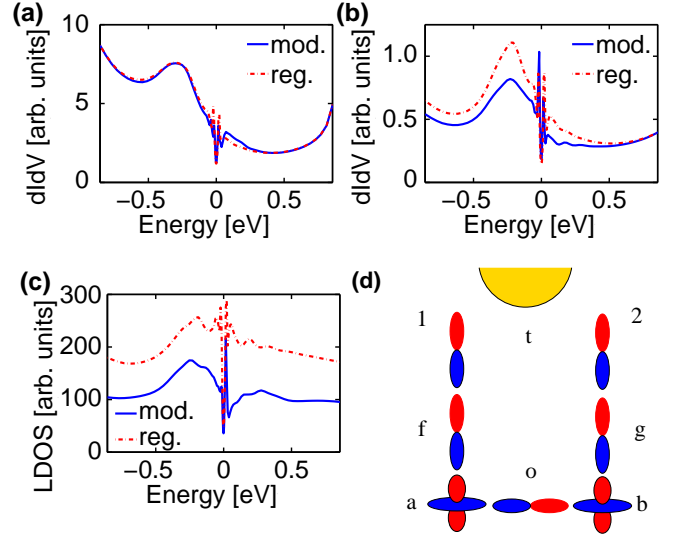 (a)
10
5
0
mod.
reg.
dIdV [arb. units]
−0.5 0 0.5
Energy [eV]
(b)
1.0
0.5
0
mod.
reg.
dIdV [arb. units]
−0.5 0 0.5
Energy [eV]
(c)
300
200
100
0
mod.
reg.
LDOS [arb. units]
−0.5 0 0.5
Energy [eV]
(d)
1 t 2
f g
o
a b